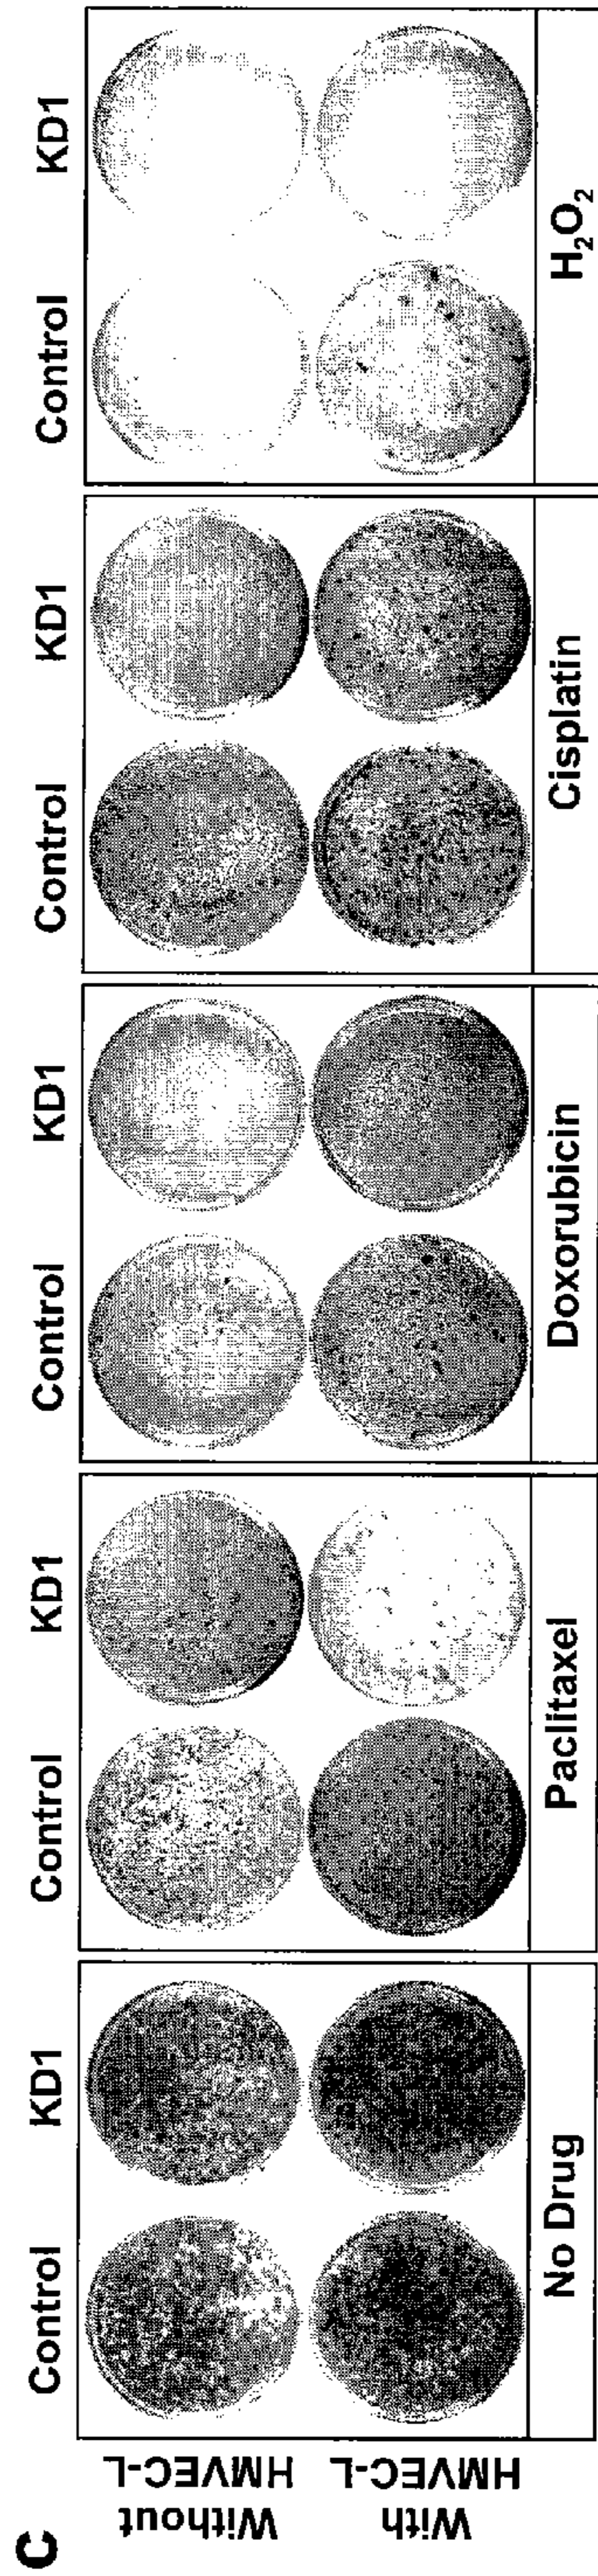 C
Control KD1 Control KD1 Control KD1 Control KD1 Control KD1
Without
HMVEC-L
With
HMVEC-L
No Drug Paclitaxel Doxorubicin Cisplatin H₂O₂